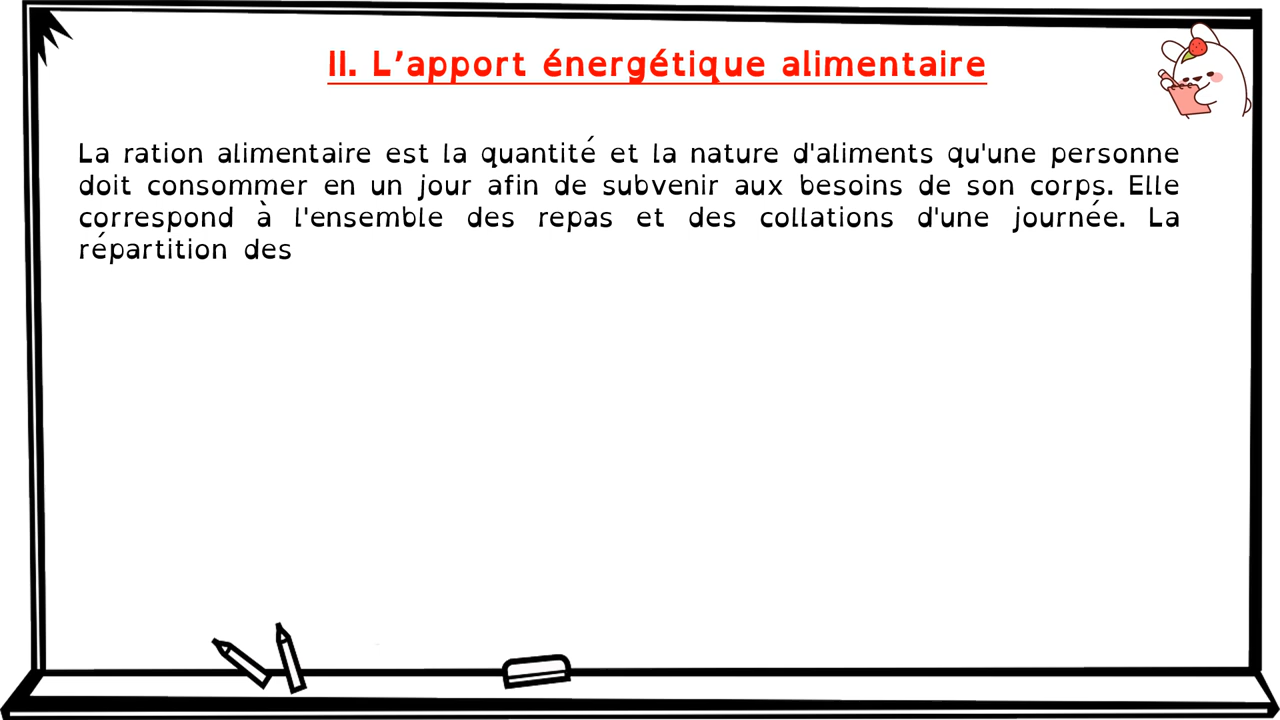 II. L’apport énergétique alimentaire
La ration alimentaire est la quantité et la nature d'aliments qu'une personne
doit consommer en un jour afin de subvenir aux besoins de son corps. Elle
correspond à l'ensemble des repas et des collations d'une journée. La
répartition des